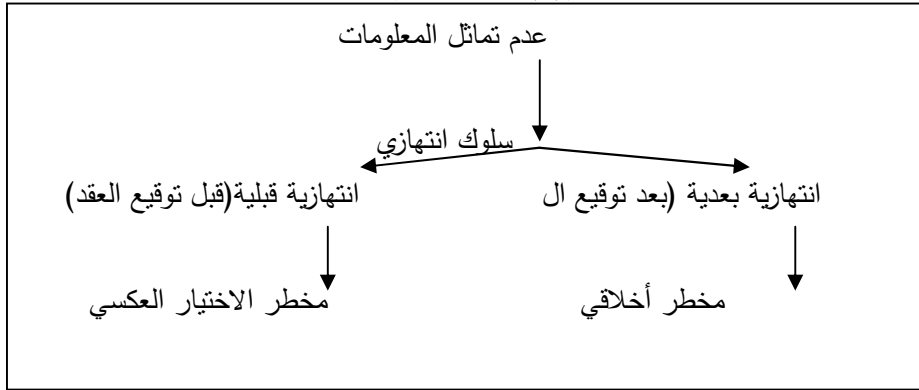 عدم تماثل المعلومات
سلوك انتهازي
انتهازية بعدية (بعد توقيع ال
انتهازية قبلية(قبل توقيع العقد)
مخطر أخلاقي
مخطر الاختيار العكسي